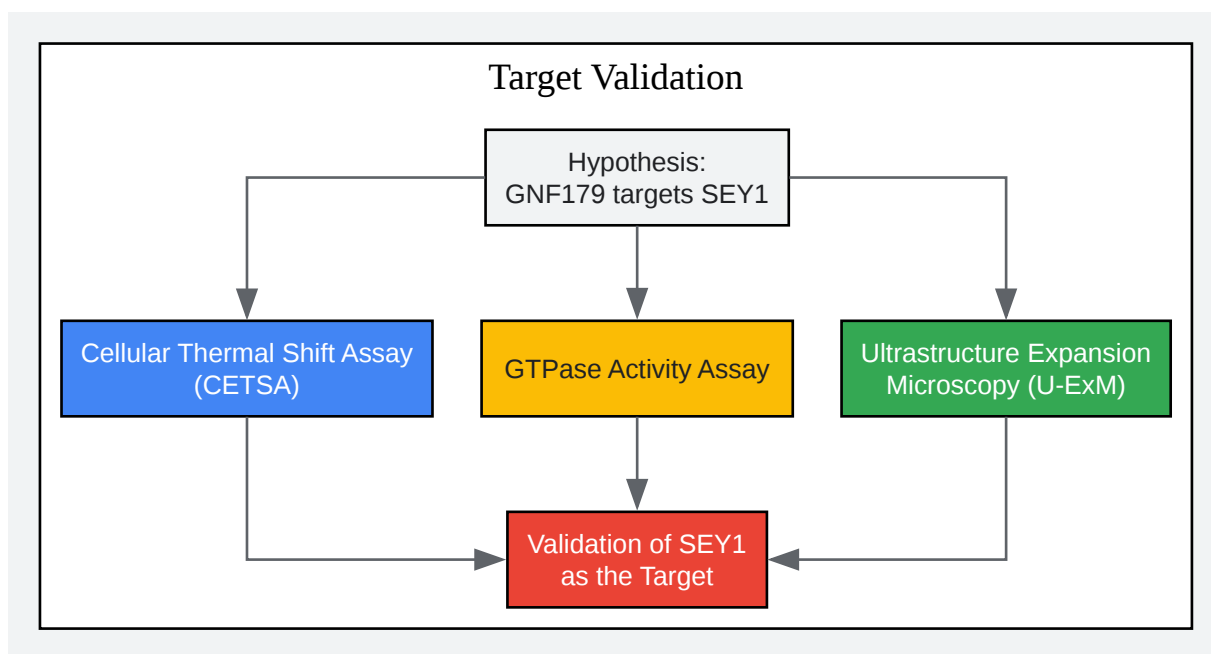 Target Validation
Hypothesis:
GNF179 targets SEY1
Cellular Thermal Shift Assay
(CETSA)
GTPase Activity Assay
Ultrastructure Expansion
Microscopy (U-ExM)
Validation of SEY1
as the Target